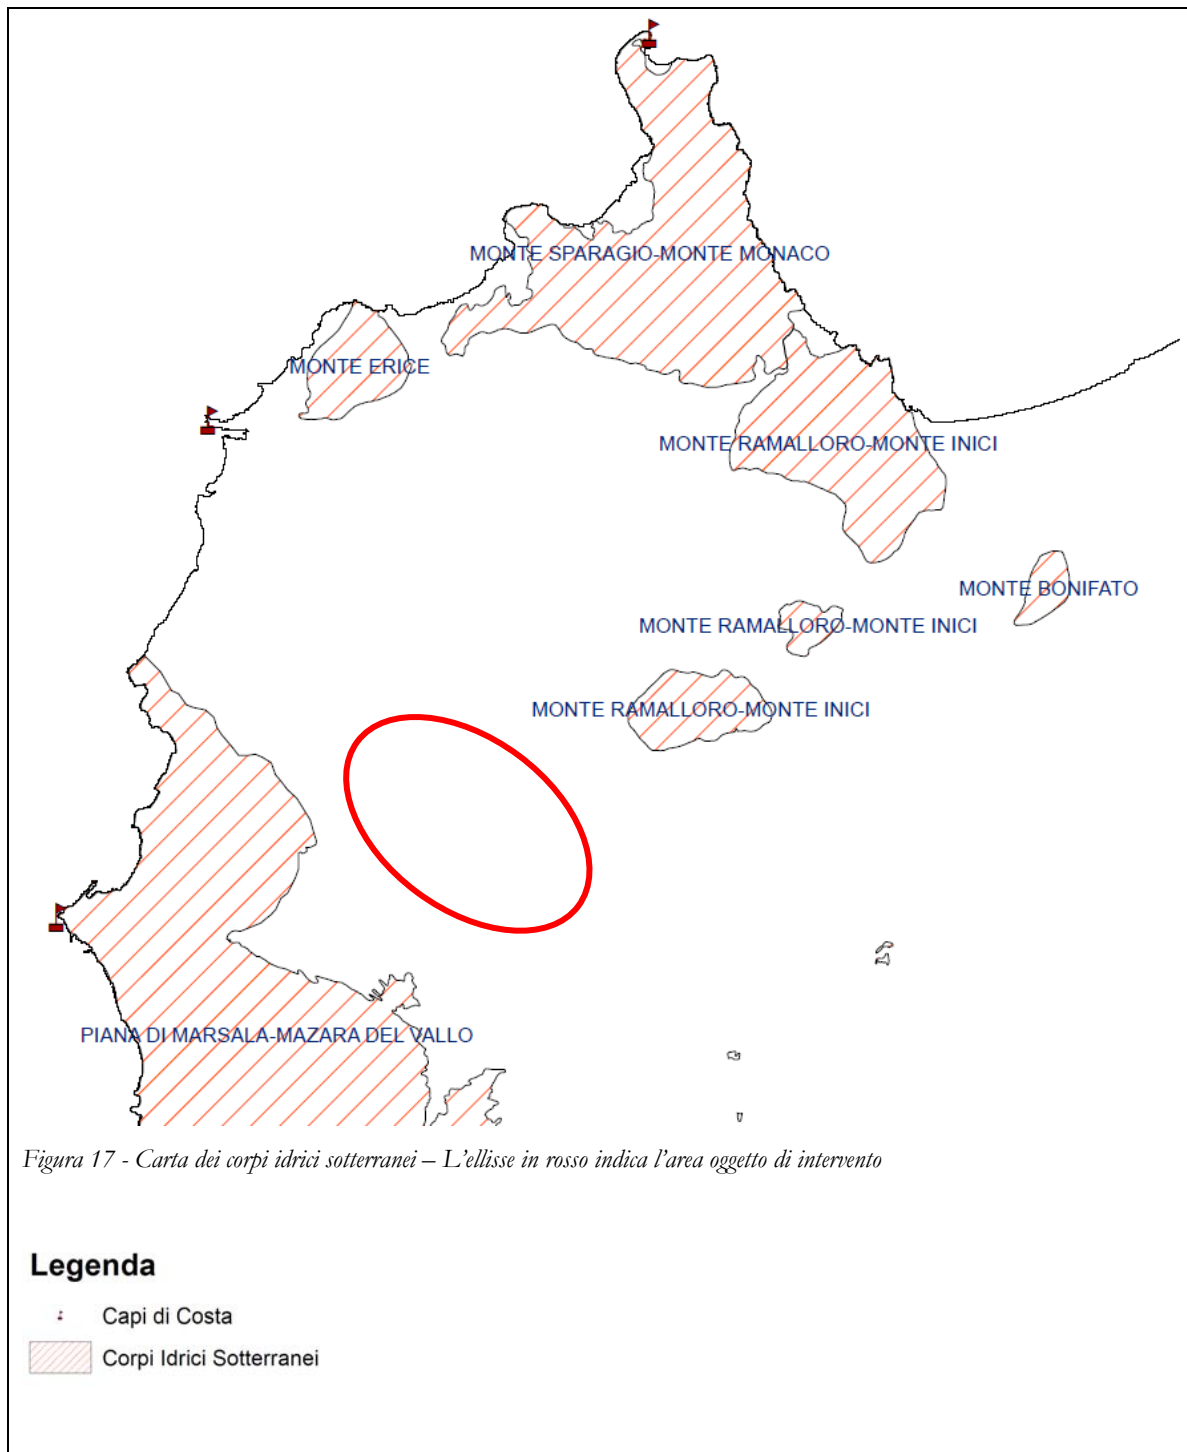 MONTE SPARAGIO-MONTE MONACO
MONTE ERICE
MONTE RAMALLORO-MONTE INICI
MONTE BONIFATO
MONTE RAMALLORO-MONTE INICI
MONTE RAMALLORO-MONTE INICI
PIANA DI MARSALA-MAZARA DEL VALLO
Figura 17 - Carta dei corpi idrici sotterranei – L'ellisse in rosso indica l'area oggetto di intervento
Legenda
Capi di Costa
Corpi Idrici Sotterranei